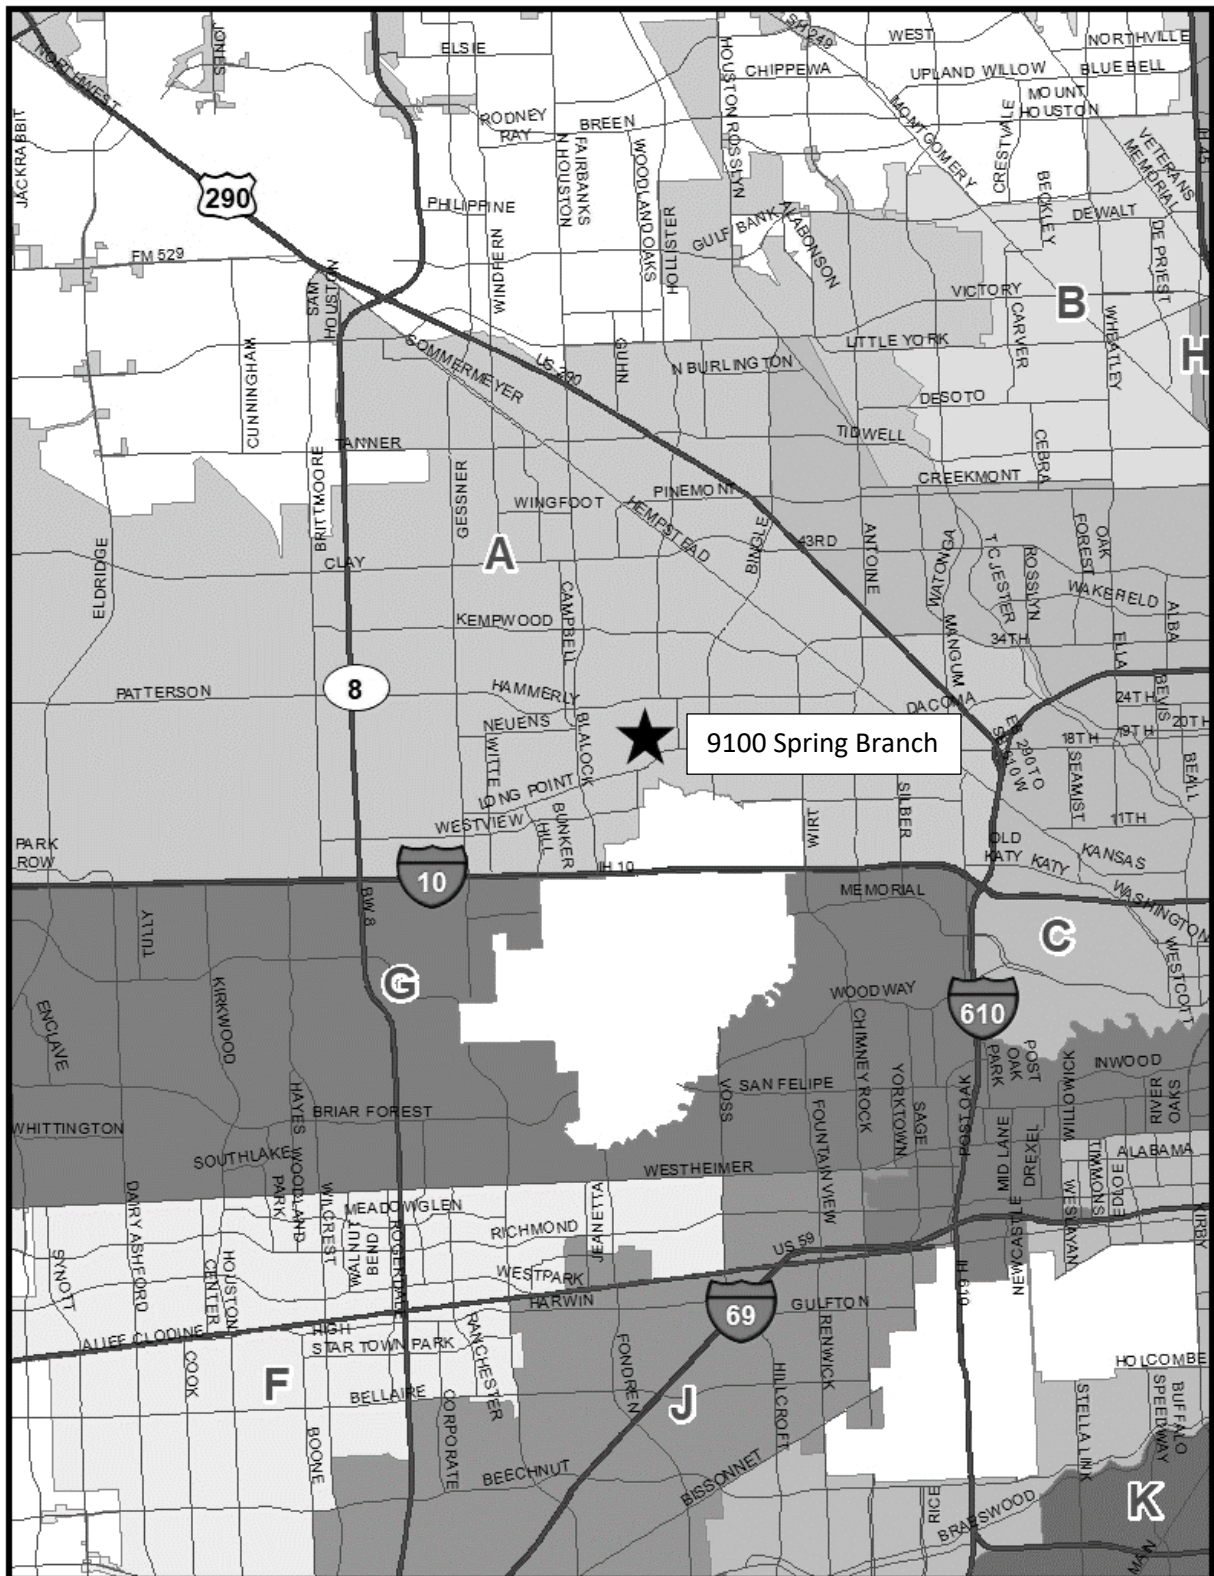 SH 249
WEST
NORTHVILLE
JONES
ELSIE
HOUSTON ROSSLYN
CHIPPEWA
UPLAND WILLOW
BLUE BELL
NORTHWEST
MOUNT
HOUSTON
MONTGOMERY
CRESTVALE
JACKRABBIT
RODNEY
RAY
BREEN
N HOUSTON
FAIRBANKS
WOODLAND OAKS
HOLLISTER
VETERANS
MEMORIAL
IH 45
290
PHILIPPINE
BECKLEY
DEWALT
DE PRIEST
GULF BANK
ALABONSON
FM 529
WINDFERN
SAM
HOUSTON
VICTORY
B
CARVER
WHEATLEY
CUNNINGHAM
SOMMERMEYER
US 290
GUHN
N BURLINGTON
LITTLE YORK
H
DESOTO
TANNER
TIDWELL
CEBRA
BRITTMOORE
GESSNER
WINGFOOT
PINEMONT
HEMPSTEAD
CREEKMONT
A
BINGLE
43RD
ANTOINE
WATONGA
T C JESTER
ROSSLYN
FOREST
OAK
ELDRIDGE
CLAY
CAMPBELL
WAKEFIELD
ALBA
KEMPWOOD
MANGUM
34TH
ELLA
8
PATTERSON
HAMMERLY
DACOMA
24TH
BEVIS
NEUENS
BLALOCK
9100 Spring Branch
20TH
19TH
18TH
WITTE
SEAMIST
BEALL
LONG POINT
WESTVIEW
BUNKER
HILL
WIRT
SILBER
11TH
PARK
ROW
OLD
KATY
KATY
KANSAS
IH 10
10
BW 8
MEMORIAL
WASHINGTON
TULLY
C
WESTCOTT
G
KIRKWOOD
WOODWAY
610
ENCLAVE
CHIMNEY ROCK
PARK
OAK
POST
WILLOWICK
INWOOD
VOSS
SAN FELIPE
YORKTOWN
SAGE
POST OAK
RIVER
OAKS
HAYES
BRIAR FOREST
FOUNTAIN VIEW
WHITTINGTON
MID LANE
DREXEL
SOUTHLAKE
WESTHEIMER
TIMMONS
EDLOE
ALABAMA
DAIRY ASHFORD
PARK
WOODLAND
WILCREST
MEADOWGLEN
JEANETTA
WESLAYAN
WALNUT
BEND
ROGERDALE
RICHMOND
NEWCASTLE
KIRBY
SYNOTT
CENTER
HOUSTON
US 59
WESTPARK
HARWIN
69
GULFTON
IH 610
ALIEF CLODINE
HIGH
STAR TOWN PARK
RANCHESTER
RENWICK
COOK
FONDREN
HOLCOMBE
F
BELLAIRE
CORPORATE
J
HILLCROFT
STELLA LINK
SPEEDWAY
BUFFALO
BOONE
BEECHNUT
BISSONNET
RICE
BRAESWOOD
K
MAIN